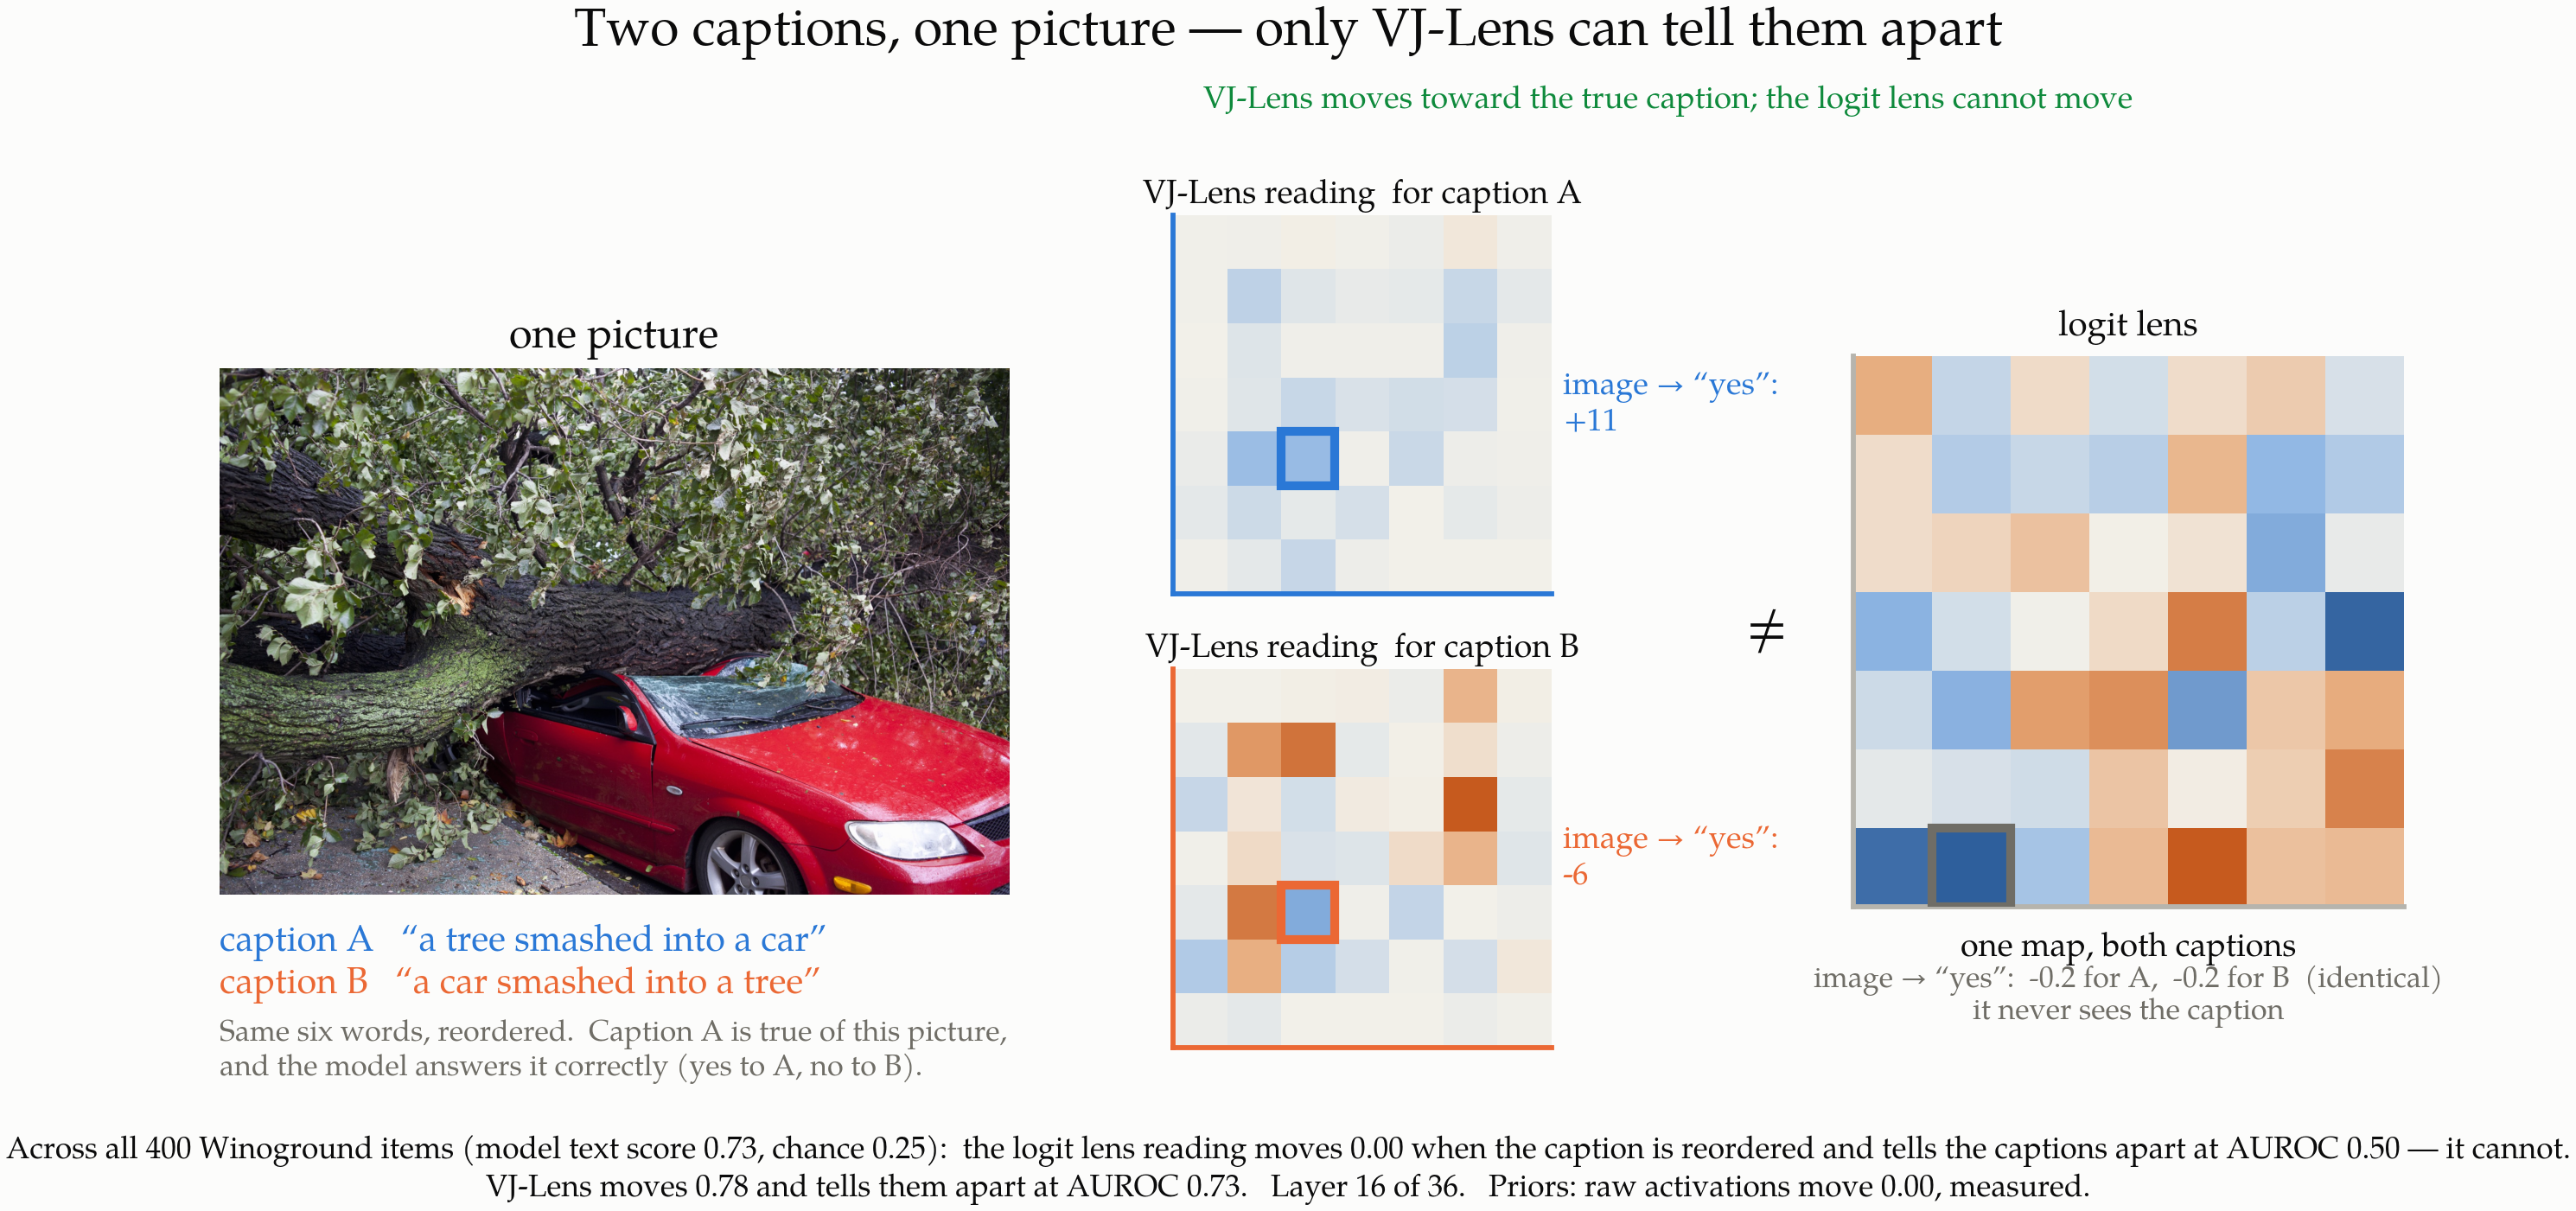 Two captions, one picture — only VJ-Lens can tell them apart
VJ-Lens moves toward the true caption; the logit lens cannot move
one picture
caption A “a tree smashed into a car”
caption B “a car smashed into a tree”
Same six words, reordered. Caption A is true of this picture,
and the model answers it correctly (yes to A, no to B).
VJ-Lens reading for caption A
image → “yes”:
+11
VJ-Lens reading for caption B
image → “yes”:
-6
≠
logit lens
one map, both captions
image → “yes”: -0.2 for A, -0.2 for B (identical)
it never sees the caption
Across all 400 Winoground items (model text score 0.73, chance 0.25): the logit lens reading moves 0.00 when the caption is reordered and tells the captions apart at AUROC 0.50 — it cannot.
VJ-Lens moves 0.78 and tells them apart at AUROC 0.73. Layer 16 of 36. Priors: raw activations move 0.00, measured.